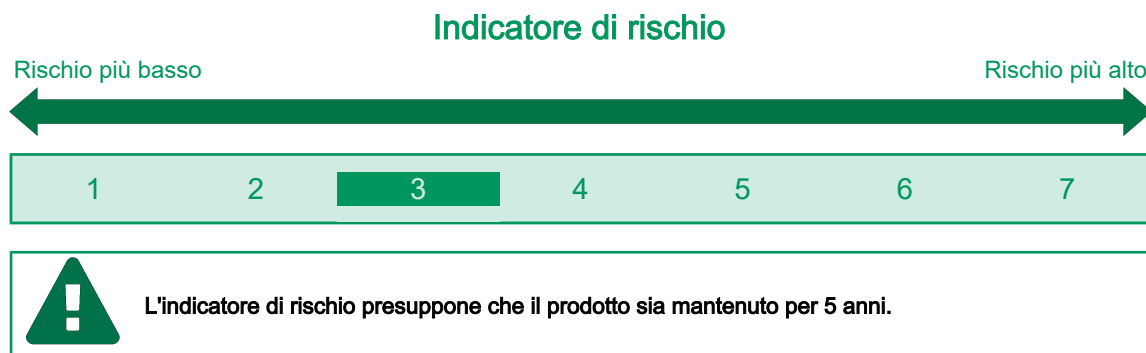 Indicatore di rischio
Rischio più basso Rischio più alto
1 2 3 4 5 6 7
L'indicatore di rischio presuppone che il prodotto sia mantenuto per 5 anni.